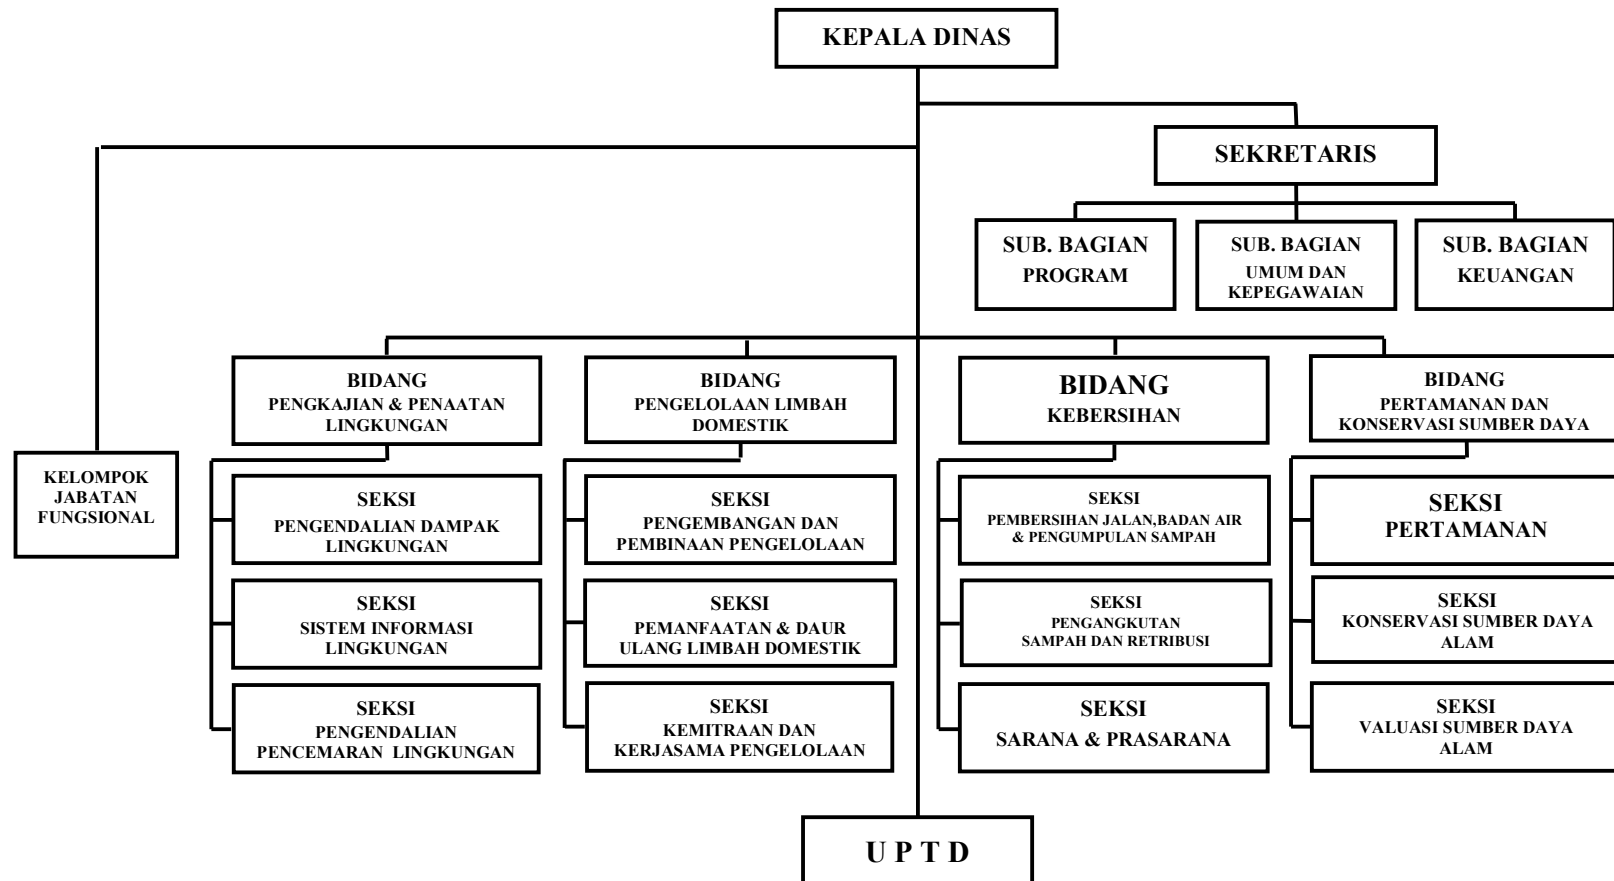 KEPALA DINAS
SEKRETARIS
SUB. BAGIAN
PROGRAM
SUB. BAGIAN
UMUM DAN
KEPEGAWAIAN
SUB. BAGIAN
KEUANGAN
BIDANG
PENGKAJIAN & PENAATAN
LINGKUNGAN
BIDANG
PENGELOLAAN LIMBAH
DOMESTIK
BIDANG
KEBERSIHAN
BIDANG
PERTAMANAN DAN
KONSERVASI SUMBER DAYA
KELOMPOK
JABATAN
FUNGSIONAL
SEKSI
PENGENDALIAN DAMPAK
LINGKUNGAN
SEKSI
PENGEMBANGAN DAN
PEMBINAAN PENGELOLAAN
SEKSI
PEMBERSIHAN JALAN,BADAN AIR
& PENGUMPULAN SAMPAH
SEKSI
PERTAMANAN
SEKSI
SISTEM INFORMASI
LINGKUNGAN
SEKSI
PEMANFAATAN & DAUR
ULANG LIMBAH DOMESTIK
SEKSI
PENGANGKUTAN
SAMPAH DAN RETRIBUSI
SEKSI
KONSERVASI SUMBER DAYA
ALAM
SEKSI
PENGENDALIAN
PENCEMARAN LINGKUNGAN
SEKSI
KEMITRAAN DAN
KERJASAMA PENGELOLAAN
SEKSI
SARANA & PRASARANA
SEKSI
VALUASI SUMBER DAYA
ALAM
U P T D